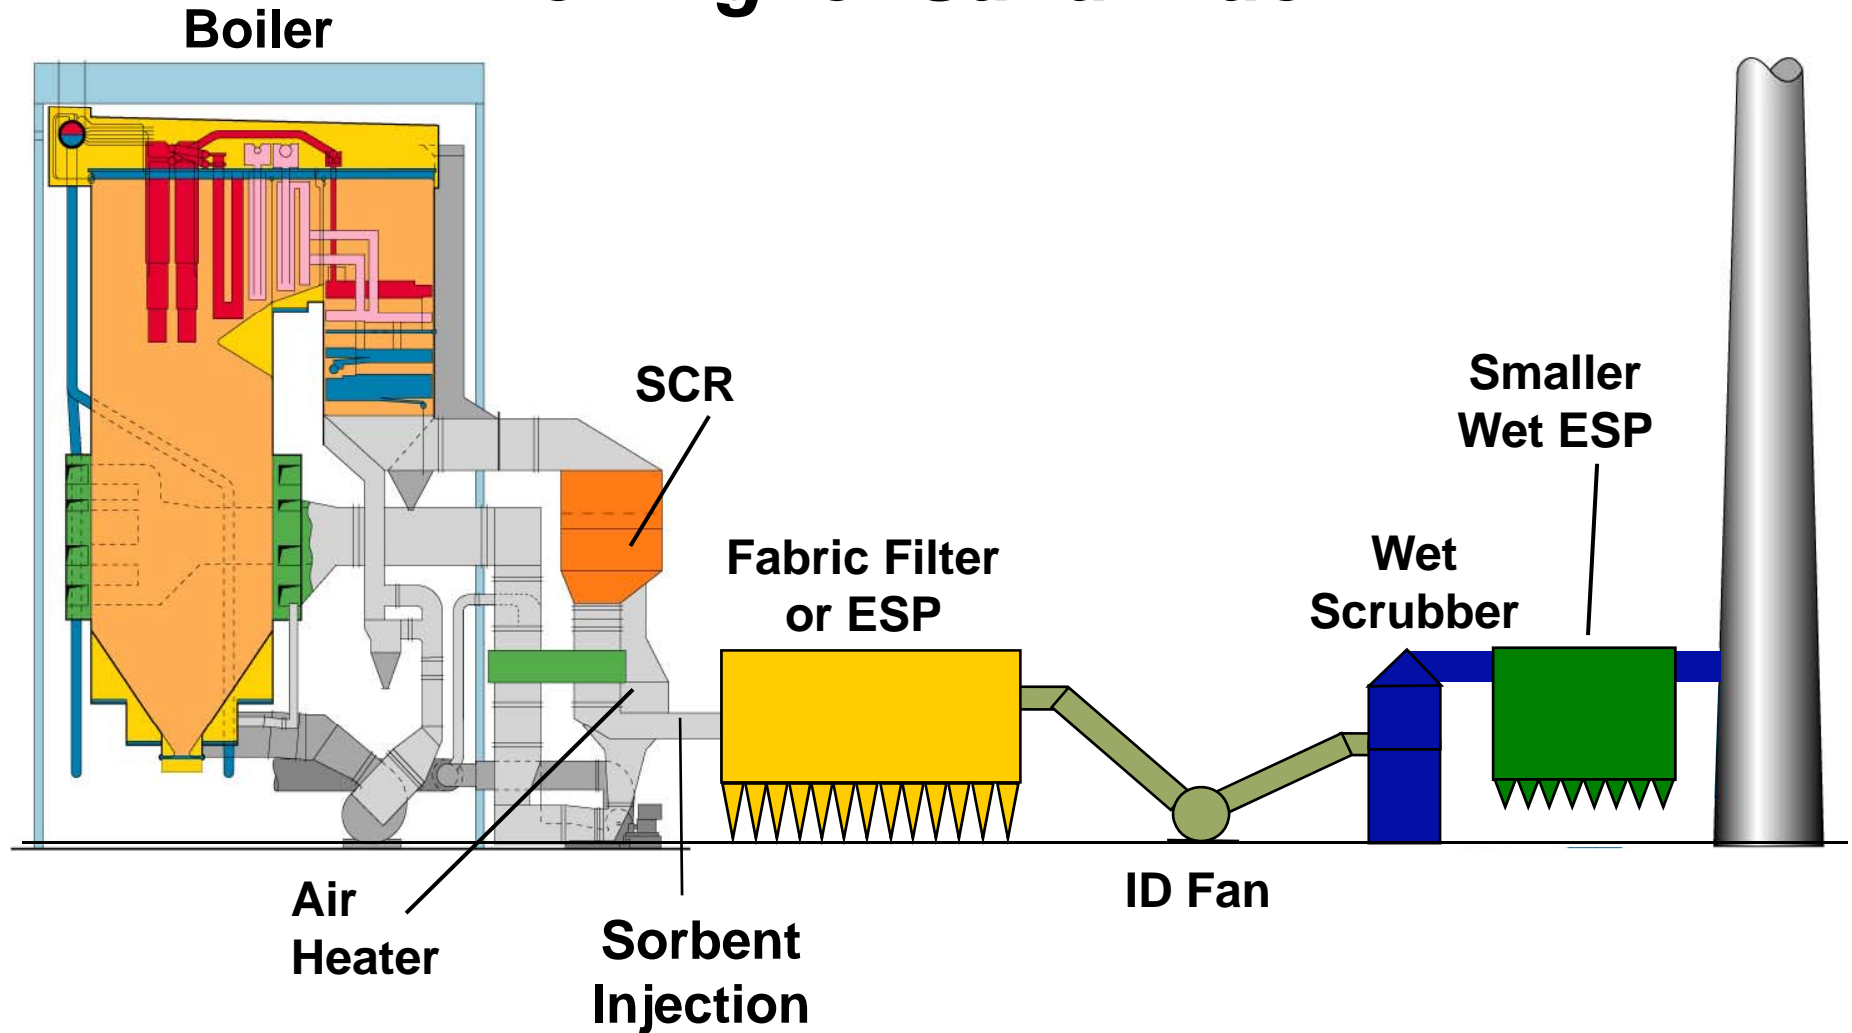 Boiler
SCR
Smaller
Wet ESP
Fabric Filter
or ESP
Wet
Scrubber
Air
Heater
Sorbent
Injection
ID Fan